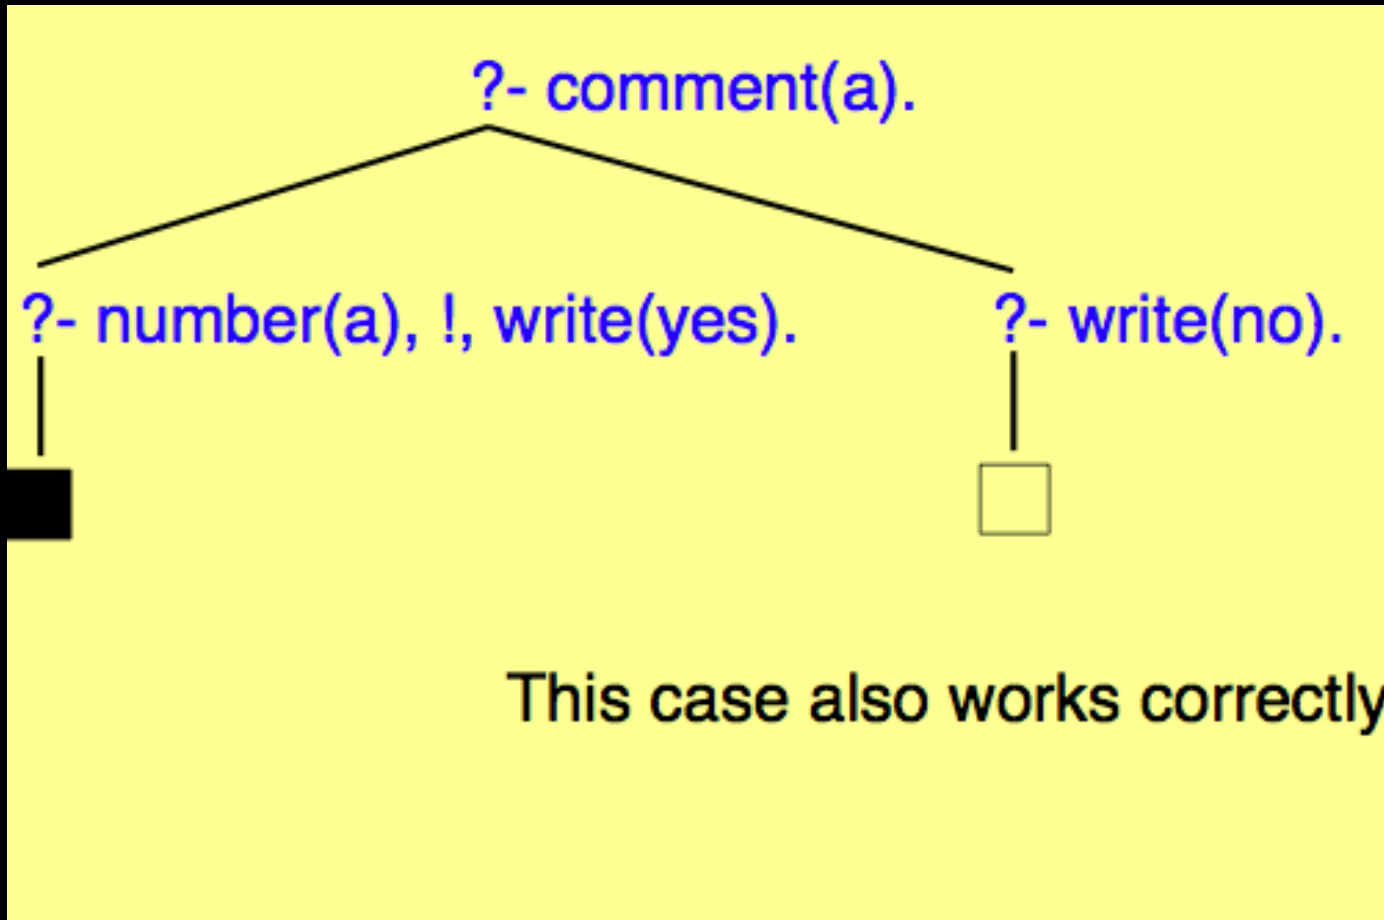 ?- comment(a).
?- number(a), !, write(yes).
?- write(no).
This case also works correctly